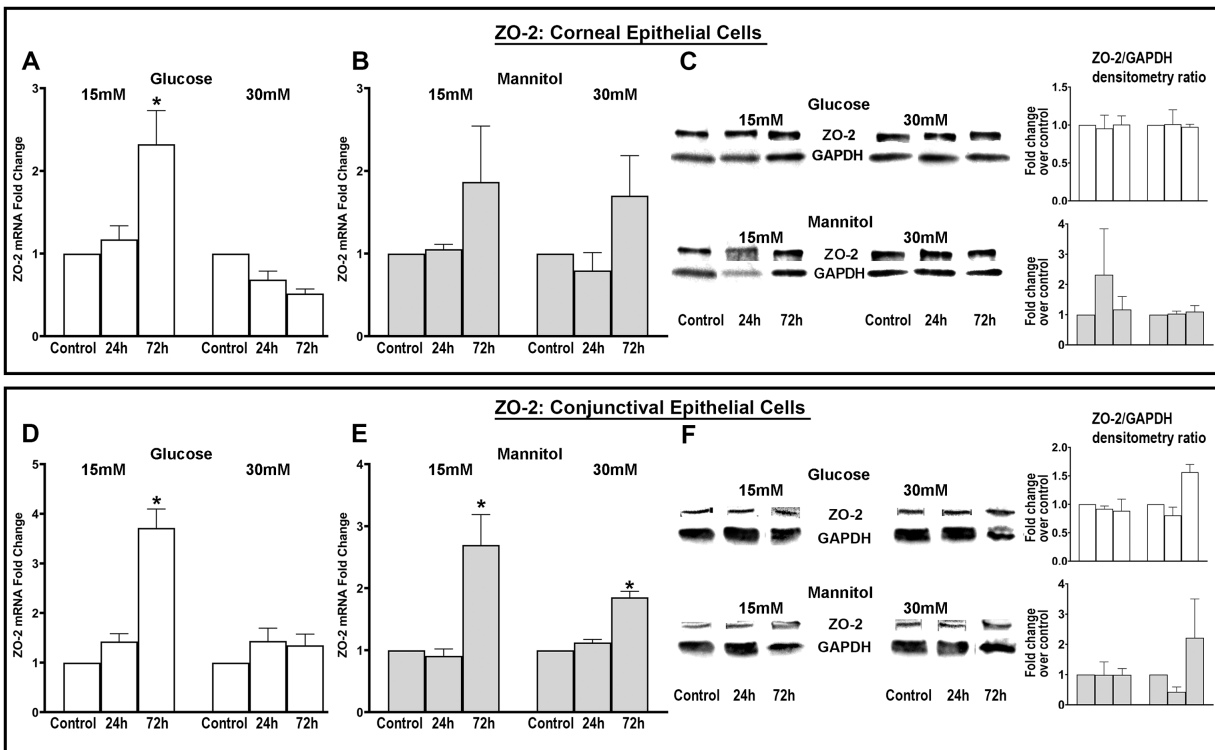 ZO-2: Corneal Epithelial Cells
A
Glucose
15mM 30mM
*
ZO-2 mRNA Fold Change
3
2
1
0
Control 24h 72h Control 24h 72h
B
Mannitol
15mM 30mM
ZO-2 mRNA Fold Change
3
2
1
0
Control 24h 72h Control 24h 72h
C
Glucose
15mM 30mM
ZO-2
GAPDH
Mannitol
15mM 30mM
ZO-2
GAPDH
Control 24h 72h Control 24h 72h
ZO-2/GAPDH
densitometry ratio
Fold change
over control
1.5
1.0
0.5
0.0
Fold change
over control
4
3
2
1
0
ZO-2: Conjunctival Epithelial Cells
D
Glucose
15mM 30mM
*
ZO-2 mRNA Fold Change
5
4
3
2
1
0
Control 24h 72h Control 24h 72h
E
Mannitol
15mM 30mM
*
*
ZO-2 mRNA Fold Change
4
3
2
1
0
Control 24h 72h Control 24h 72h
F
Glucose
15mM 30mM
ZO-2
GAPDH
Mannitol
15mM 30mM
ZO-2
GAPDH
Control 24h 72h Control 24h 72h
ZO-2/GAPDH
densitometry ratio
Fold change
over control
2.0
1.5
1.0
0.5
0.0
Fold change
over control
4
3
2
1
0